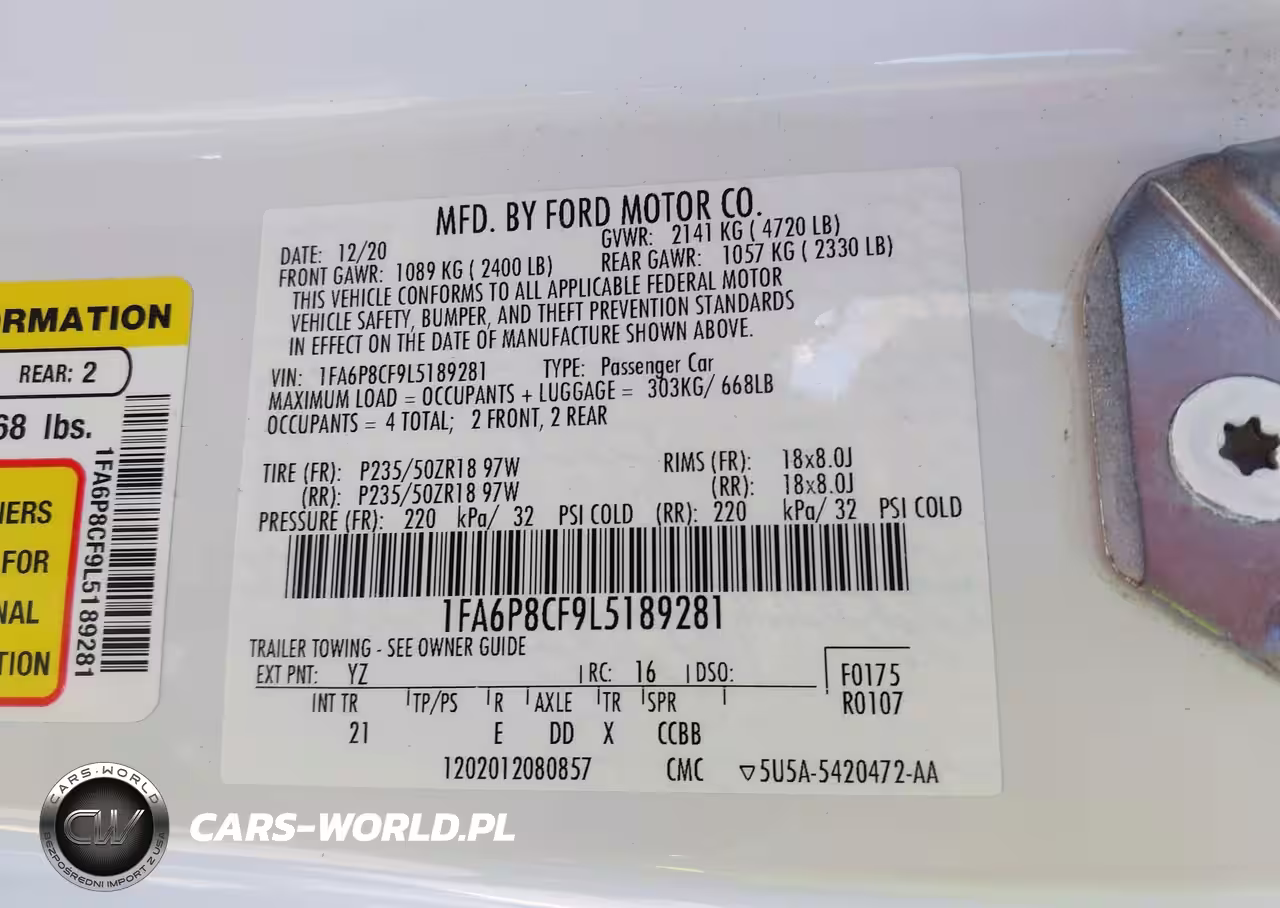 MFD. BY FORD MOTOR CO.
DATE: 12/20 GVWR: 2141 KG ( 4720 LB)
FRONT GAWR: 1089 KG ( 2400 LB) REAR GAWR: 1057 KG ( 2330 LB)
THIS VEHICLE CONFORMS TO ALL APPLICABLE FEDERAL MOTOR
VEHICLE SAFETY, BUMPER, AND THEFT PREVENTION STANDARDS
IN EFFECT ON THE DATE OF MANUFACTURE SHOWN ABOVE.
VIN: 1FA6P8CF9L5189281 TYPE: Passenger Car
MAXIMUM LOAD = OCCUPANTS + LUGGAGE = 303KG/ 668LB
OCCUPANTS = 4 TOTAL; 2 FRONT, 2 REAR
TIRE (FR): P235/50ZR18 97W RIMS (FR): 18x8.0J
(RR): P235/50ZR18 97W (RR): 18x8.0J
PRESSURE (FR): 220 kPa/ 32 PSI COLD (RR): 220 kPa/ 32 PSI COLD
1FA6P8CF9L5189281
TRAILER TOWING - SEE OWNER GUIDE
EXT PNT: YZ RC: 16 DSO: F0175
INT TR TP/PS R AXLE TR SPR R0107
21 E DD X CCBB
1202012080857 CMC ▽5U5A-5420472-AA
ORMATION
REAR: 2
68 lbs.
1FA6P8CF9L5189281
IERS
FOR
NAL
TION
CARS-WORLD
CW
BEZPOŚREDNI IMPORT Z USA
CARS-WORLD.PL